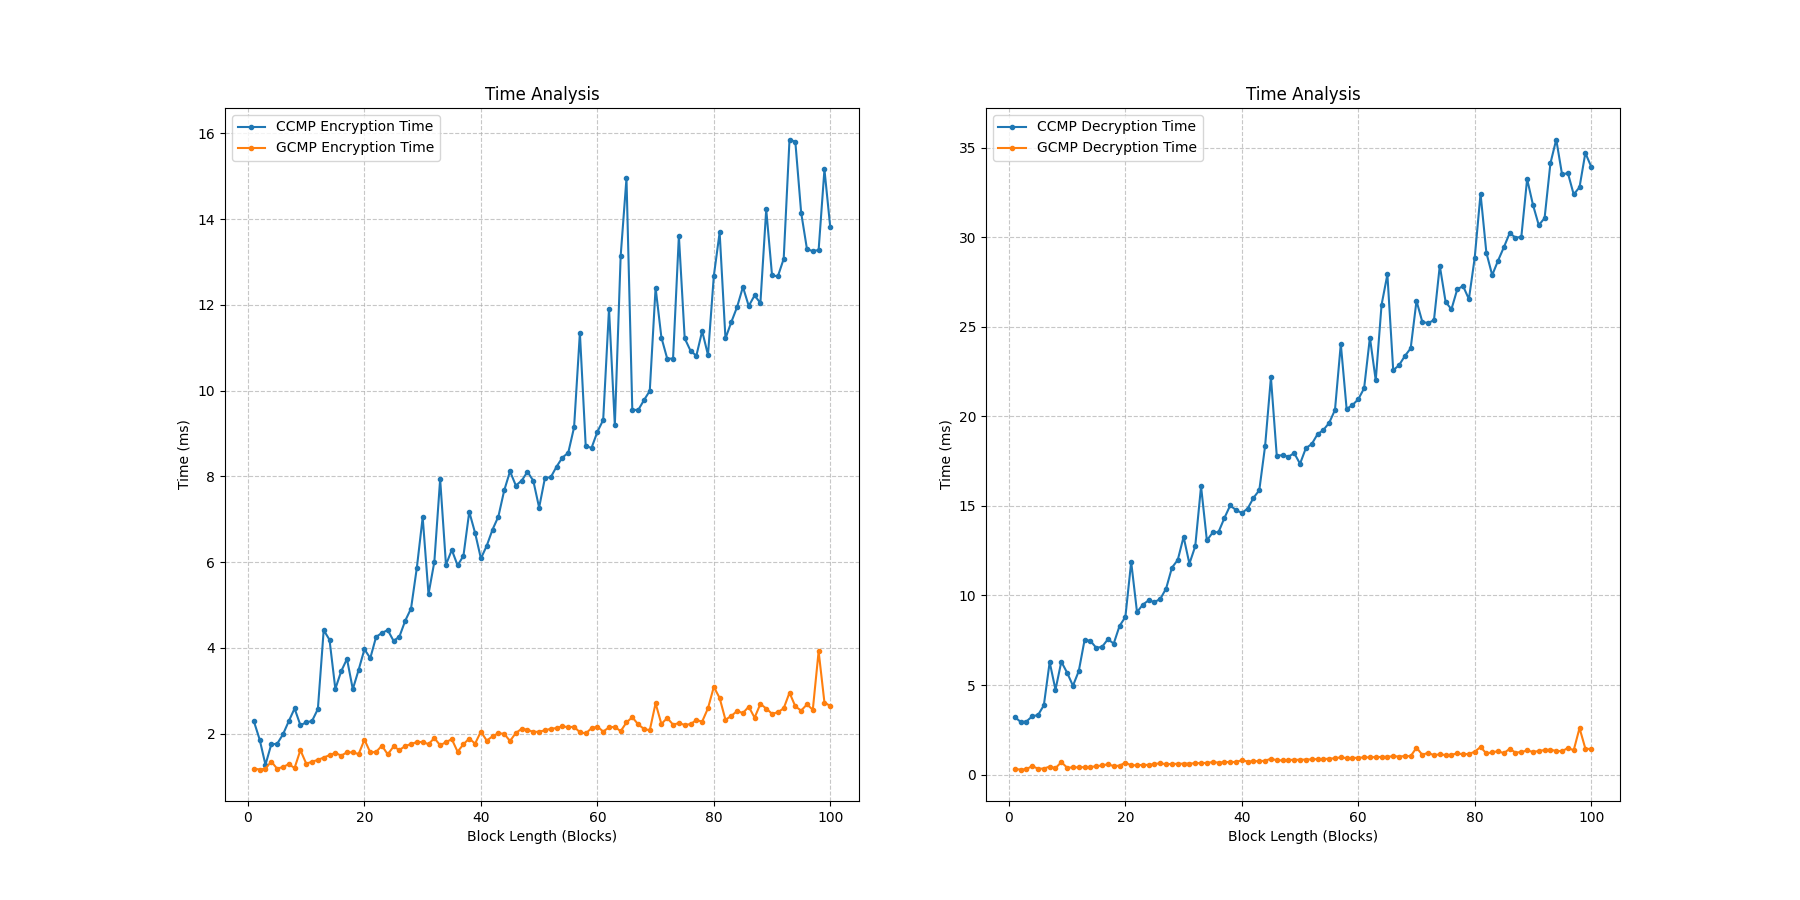 Time Analysis
CCMP Encryption Time
GCMP Encryption Time
16
14
12
10
8
6
4
2
Time (ms)
0 20 40 60 80 100
Block Length (Blocks)
Time Analysis
CCMP Decryption Time
GCMP Decryption Time
35
30
25
20
15
10
5
0
Time (ms)
0 20 40 60 80 100
Block Length (Blocks)